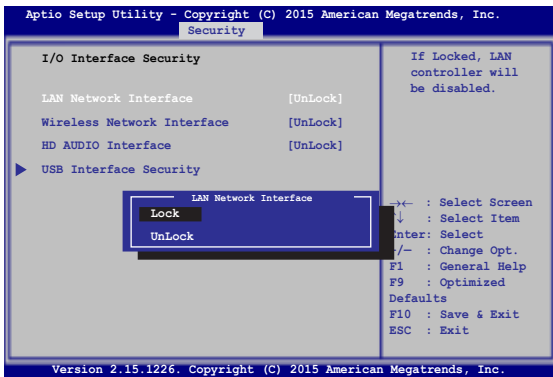 Aptio Setup Utility - Copyright (C) 2015 American Megatrends, Inc.
Security
I/O Interface Security
LAN Network Interface [UnLock]
Wireless Network Interface [UnLock]
HD AUDIO Interface [UnLock]
USB Interface Security
LAN Network Interface
Lock
UnLock
If Locked, LAN
controller will
be disabled.
→← : Select Screen
↑↓ : Select Item
Enter: Select
+/— : Change Opt.
F1 : General Help
F9 : Optimized
Defaults
F10 : Save & Exit
ESC : Exit
Version 2.15.1226. Copyright (C) 2015 American Megatrends, Inc.